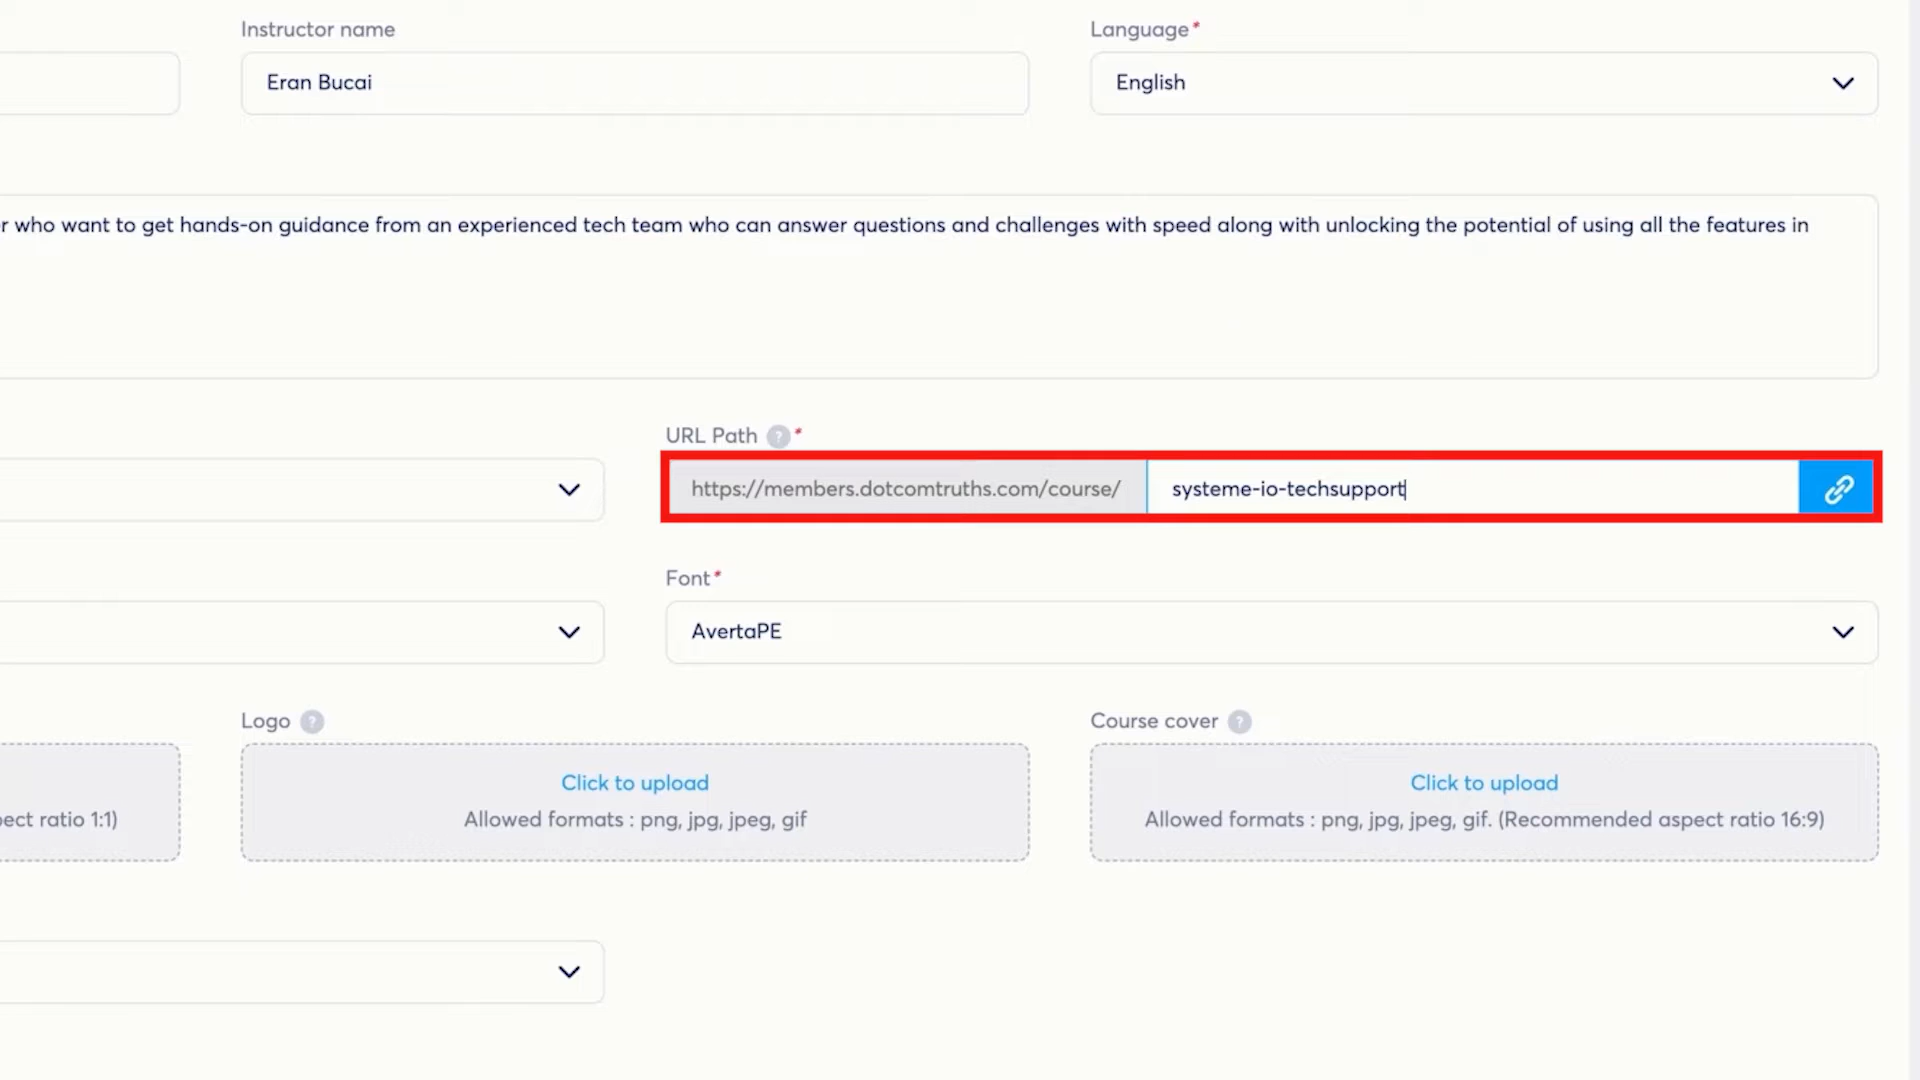 Instructor name
Language*
Eran Bucai
English
r who want to get hands-on guidance from an experienced tech team who can answer questions and challenges with speed along with unlocking the potential of using all the features in
URL Path ? *
https://members.dotcomtruths.com/course/
systeme-io-techsupport
Font*
AvertaPE
Logo ?
Course cover ?
Click to upload
Click to upload
ect ratio 1:1)
Allowed formats : png, jpg, jpeg, gif
Allowed formats : png, jpg, jpeg, gif. (Recommended aspect ratio 16:9)